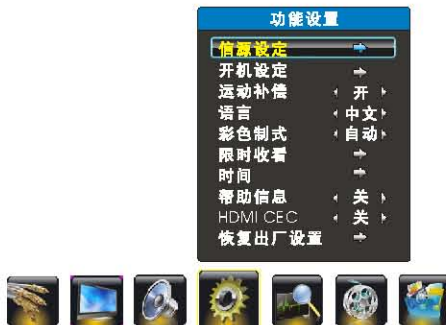 功能设置
信源设定
开机设定
运动补偿 开
语言 中文
彩色制式 自动
限时收看
时间
帮助信息 关
HDMI CEC 关
恢复出厂设置